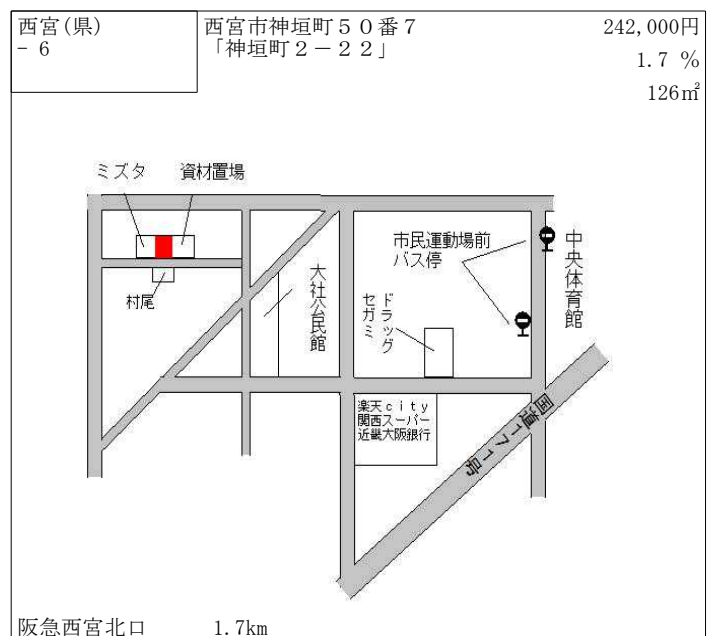 西宮(県)
- 6
西宮市神垣町５０番７
「神垣町２－２２」
242,000円
1.7 %
126㎡
ミズタ
資材置場
村尾
大社公民館
市民運動場前
バス停
中央体育館
ドラッグ
セガミ
楽天ｃｉｔｙ
関西スーパー
近畿大阪銀行
国道１７１号
阪急西宮北口
1.7km